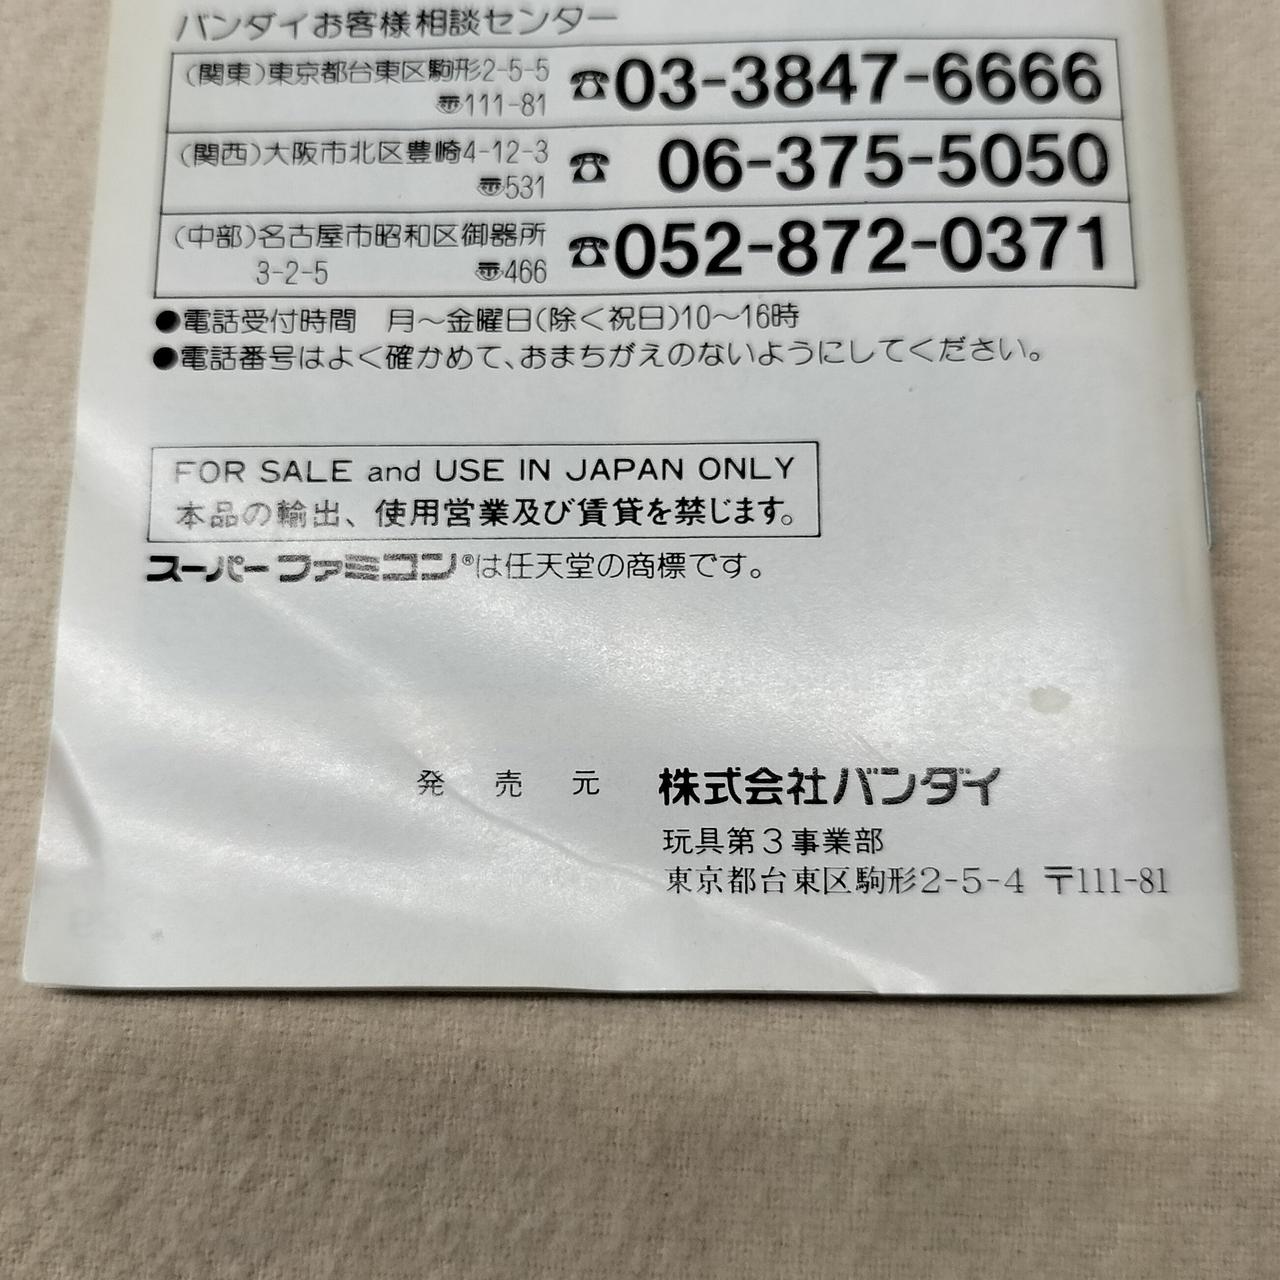 バンダイお客様相談センター
(関東)東京都台東区駒形2-5-5 ☎03-3847-6666
〠111-81
(関西)大阪市北区豊崎4-12-3 ☎ 06-375-5050
〠531
(中部)名古屋市昭和区御器所 ☎052-872-0371
3-2-5 〠466
●電話受付時間　月〜金曜日(除く祝日)10〜16時
●電話番号はよく確かめて、おまちがえのないようにしてください。
FOR SALE and USE IN JAPAN ONLY
本品の輸出、使用営業及び賃貸を禁じます。
スーパーファミコン®は任天堂の商標です。
発売元 株式会社バンダイ
玩具第3事業部
東京都台東区駒形2-5-4 〒111-81